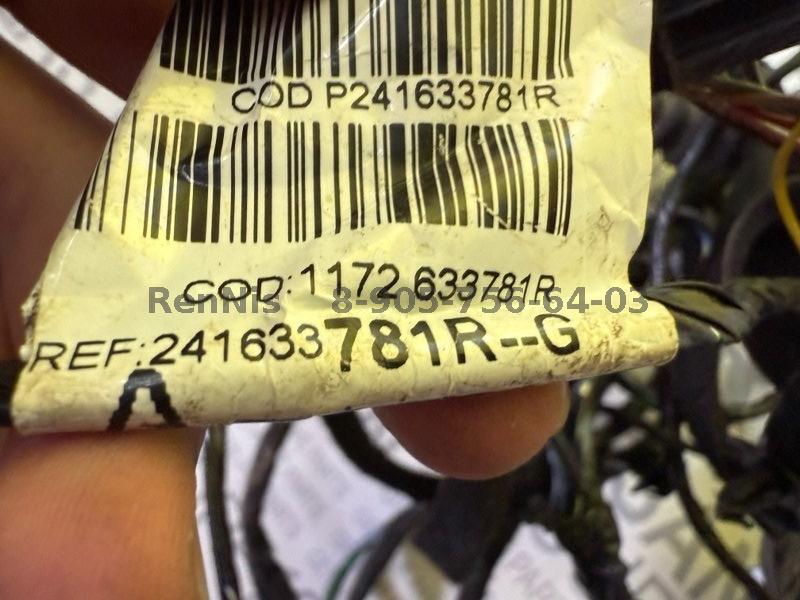 COD P241633781R
COD: 1172 633781R
RenNis 8-905-756-64-03
REF: 241633781R--G
A